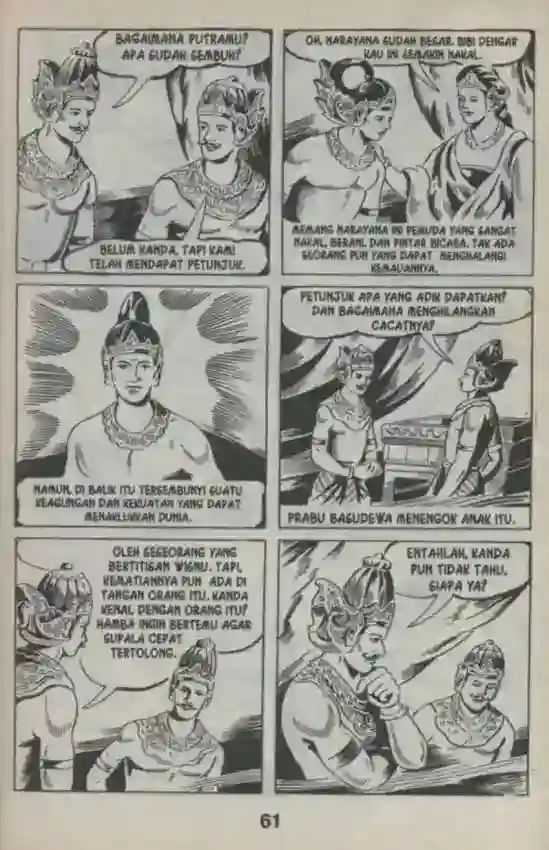 BAGAIMANA PUTRAMU?
APA SUDAH SEMBUH?
BELUM KANDA, TAPI KAMI
TELAH MENDAPAT PETUNJUK.
OH, NARAYANA SUDAH BESAR. BIBI DENGAR
KAU INI SEMAKIN NAKAL.
MEMANG NARAYANA INI PEMUDA YANG SANGAT
NAKAL, BERANI, DAN PINTAR BICARA. TAK ADA
SEORANG PUN YANG DAPAT MENGHALANGI
KEMAUANNYA.
NAMUN, DI BALIK ITU TERSEMBUNYI SUATU
KEAGUNGAN DAN KEKUATAN YANG DAPAT
MENAKLUKKAN DUNIA.
PETUNJUK APA YANG ADIK DAPATKAN?
DAN BAGAIMANA MENGHILANGKAN
CACATNYA?
PRABU BASUDEWA MENENGOK ANAK ITU.
OLEH SESEORANG YANG
BERTITISAN WISNU. TAPI,
KEMATIANNYA PUN ADA DI
TANGAN ORANG ITU. KANDA
KENAL DENGAN ORANG ITU?
HAMBA INGIN BERTEMU AGAR
SUPALA CEPAT
TERTOLONG.
ENTAHLAH, KANDA
PUN TIDAK TAHU.
SIAPA YA?
61